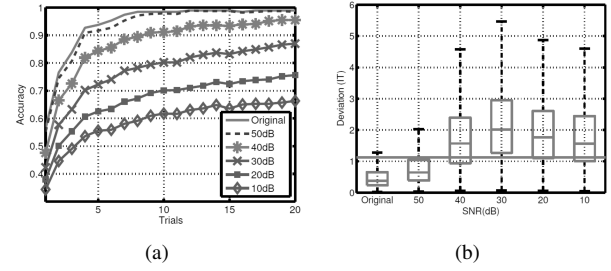 1
0.9
0.8
0.7
0.6
0.5
0.4
Accuracy
5
10
15
20
Trials
Original
50dB
40dB
30dB
20dB
10dB
(a)
6
5
4
3
2
1
0
Deviation (IT)
Original
50
40
30
20
10
SNR(dB)
(b)